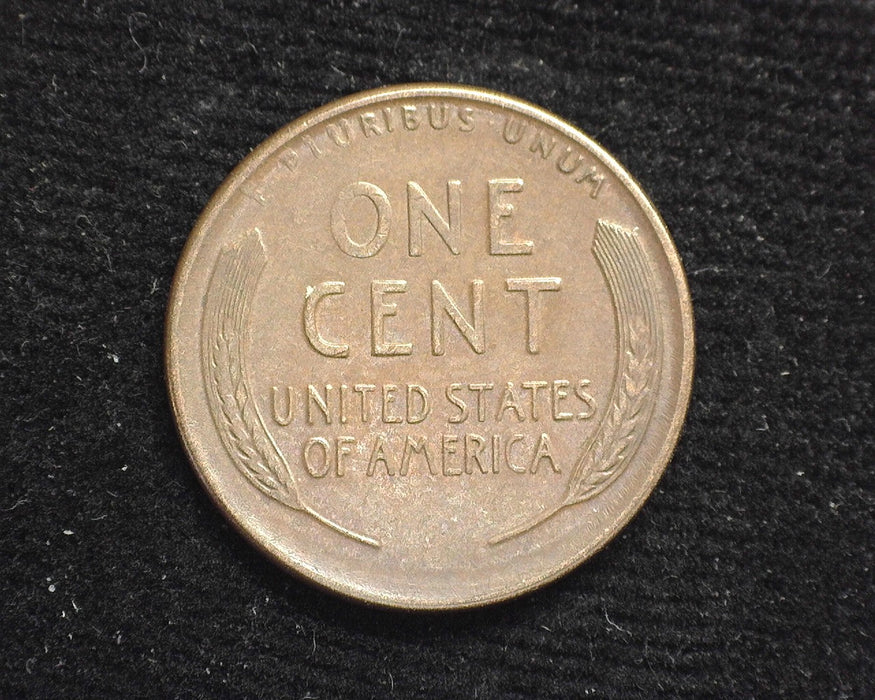 E PLURIBUS UNUM
ONE
CENT
UNITED STATES
OF AMERICA